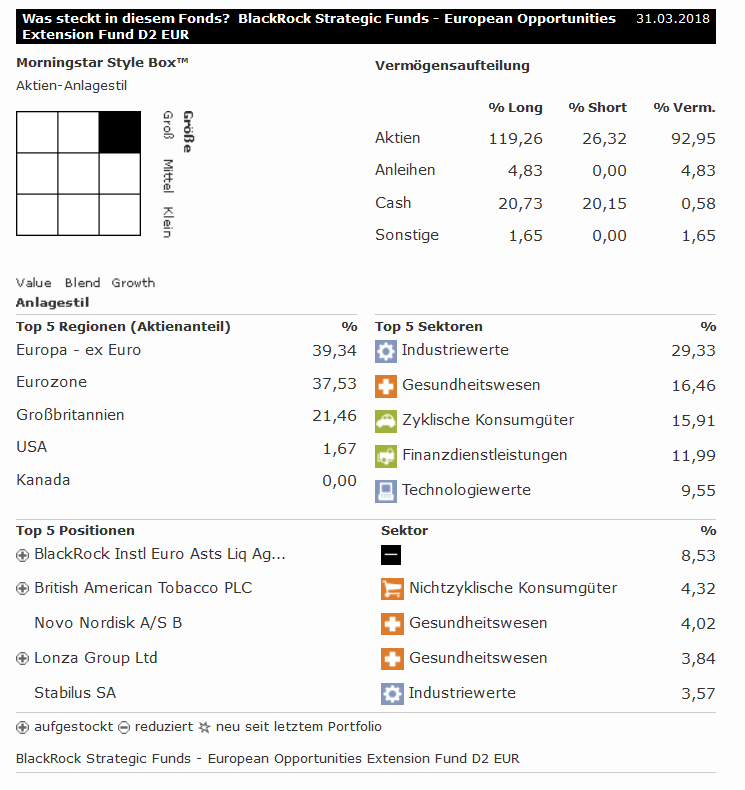 Was steckt in diesem Fonds? BlackRock Strategic Funds - European Opportunities Extension Fund D2 EUR 31.03.2018
Morningstar Style Box™
Aktien-Anlagestil
Größe
Groß Mittel Klein
Value Blend Growth
Anlagestil
Vermögensaufteilung
% Long % Short % Verm.
Aktien 119,26 26,32 92,95
Anleihen 4,83 0,00 4,83
Cash 20,73 20,15 0,58
Sonstige 1,65 0,00 1,65
Top 5 Regionen (Aktienanteil) %
Europa - ex Euro 39,34
Eurozone 37,53
Großbritannien 21,46
USA 1,67
Kanada 0,00
Top 5 Sektoren %
Industriewerte 29,33
Gesundheitswesen 16,46
Zyklische Konsumgüter 15,91
Finanzdienstleistungen 11,99
Technologiewerte 9,55
Top 5 Positionen Sektor %
BlackRock Instl Euro Asts Liq Ag... 8,53
British American Tobacco PLC Nichtzyklische Konsumgüter 4,32
Novo Nordisk A/S B Gesundheitswesen 4,02
Lonza Group Ltd Gesundheitswesen 3,84
Stabilus SA Industriewerte 3,57
aufgestockt reduziert neu seit letztem Portfolio
BlackRock Strategic Funds - European Opportunities Extension Fund D2 EUR